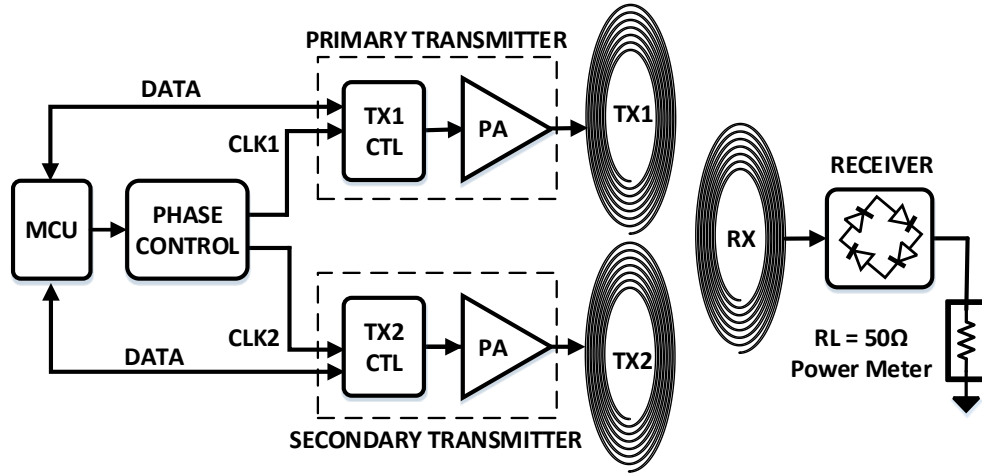 PRIMARY TRANSMITTER
DATA
TX1
CTL
PA
TX1
CLK1
RECEIVER
MCU
PHASE
CONTROL
RX
CLK2
TX2
CTL
PA
TX2
RL = 50Ω
Power Meter
DATA
SECONDARY TRANSMITTER